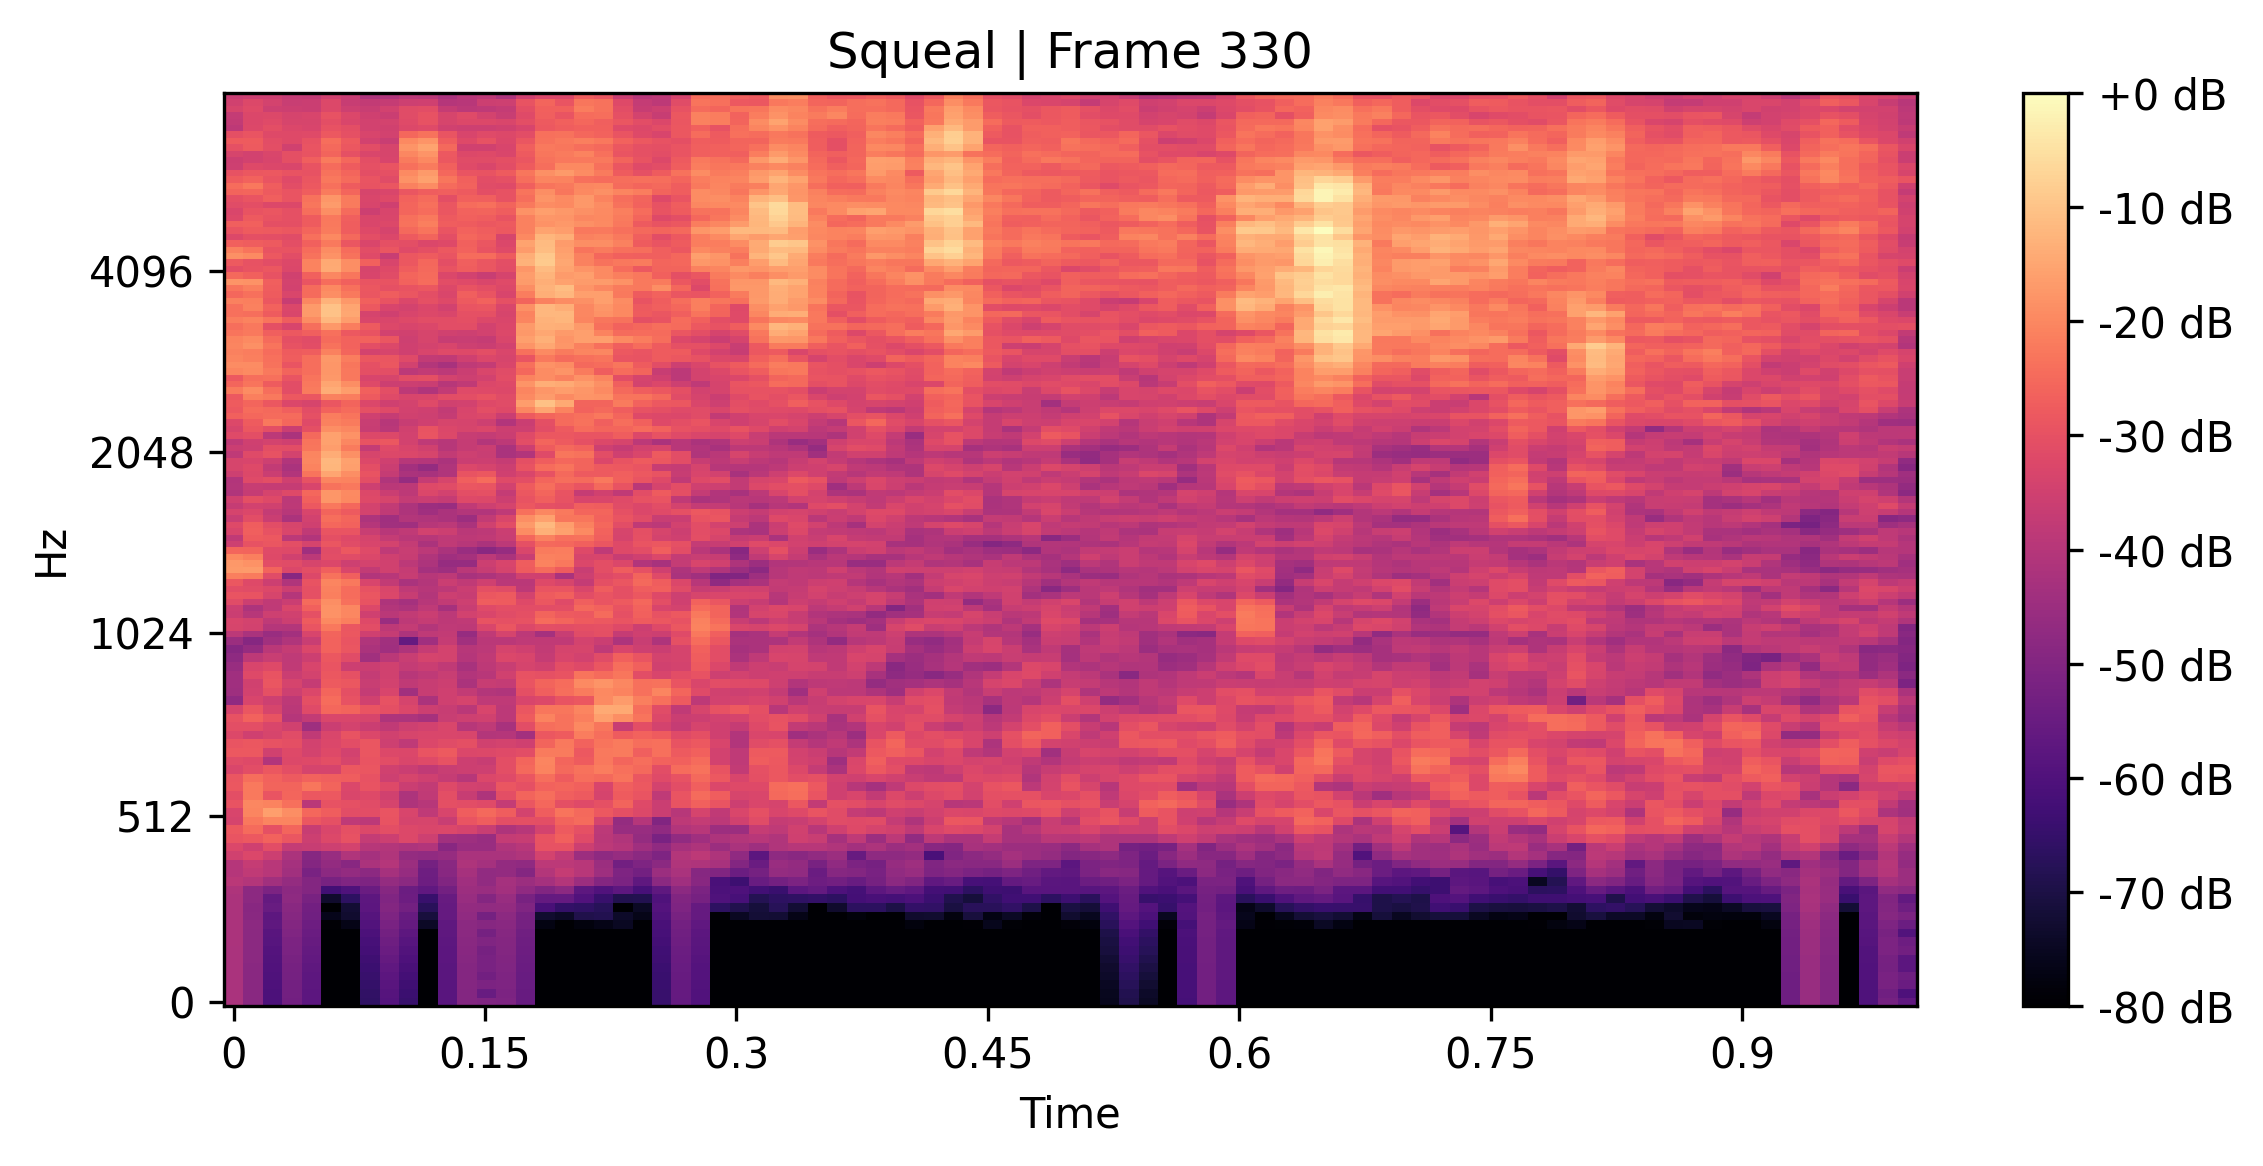 Squeal | Frame 330
+0 dB
-10 dB
-20 dB
-30 dB
-40 dB
-50 dB
-60 dB
-70 dB
-80 dB
Hz
4096
2048
1024
512
0
0 0.15 0.3 0.45 0.6 0.75 0.9
Time